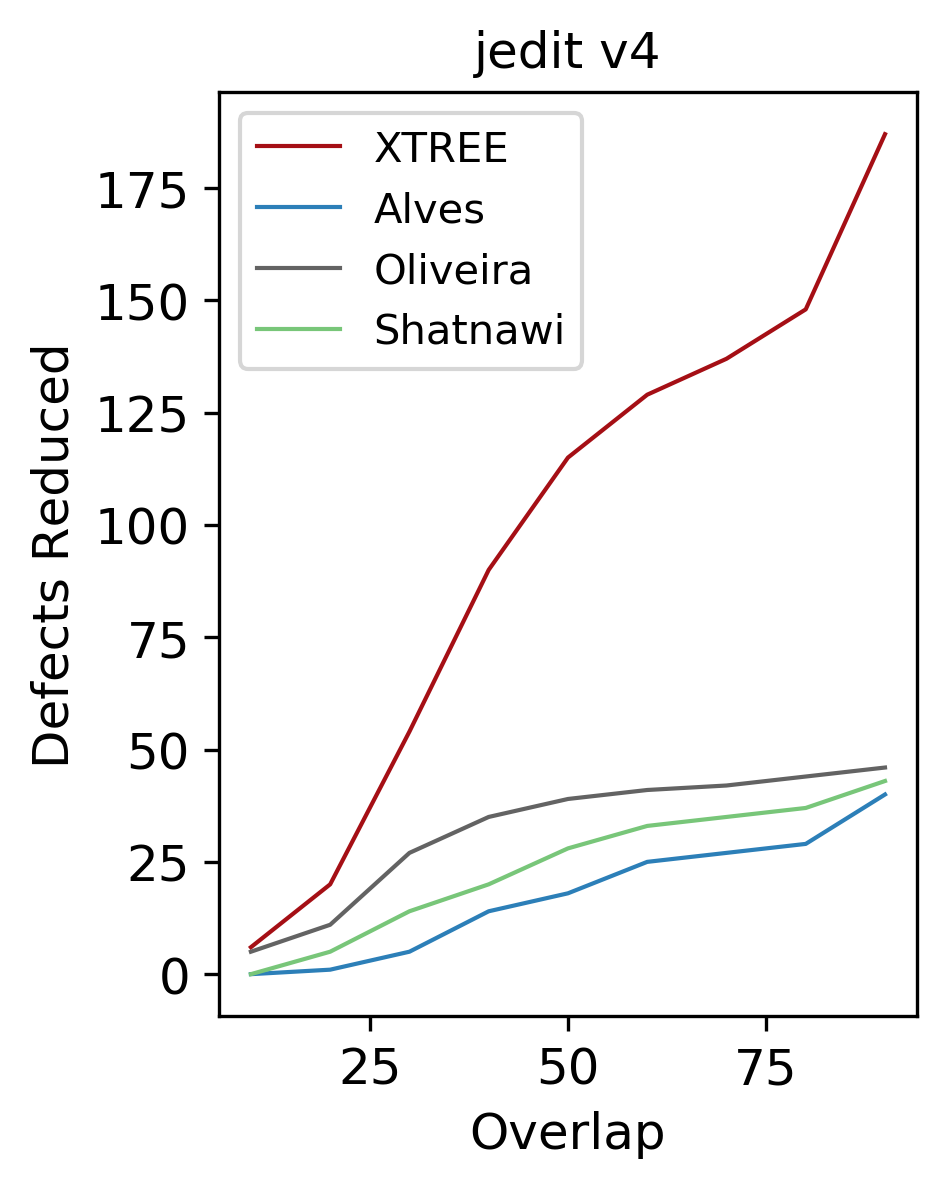 jedit v4
XTREE
Alves
Oliveira
Shatnawi
175
150
125
100
75
50
25
0
Defects Reduced
25 50 75
Overlap